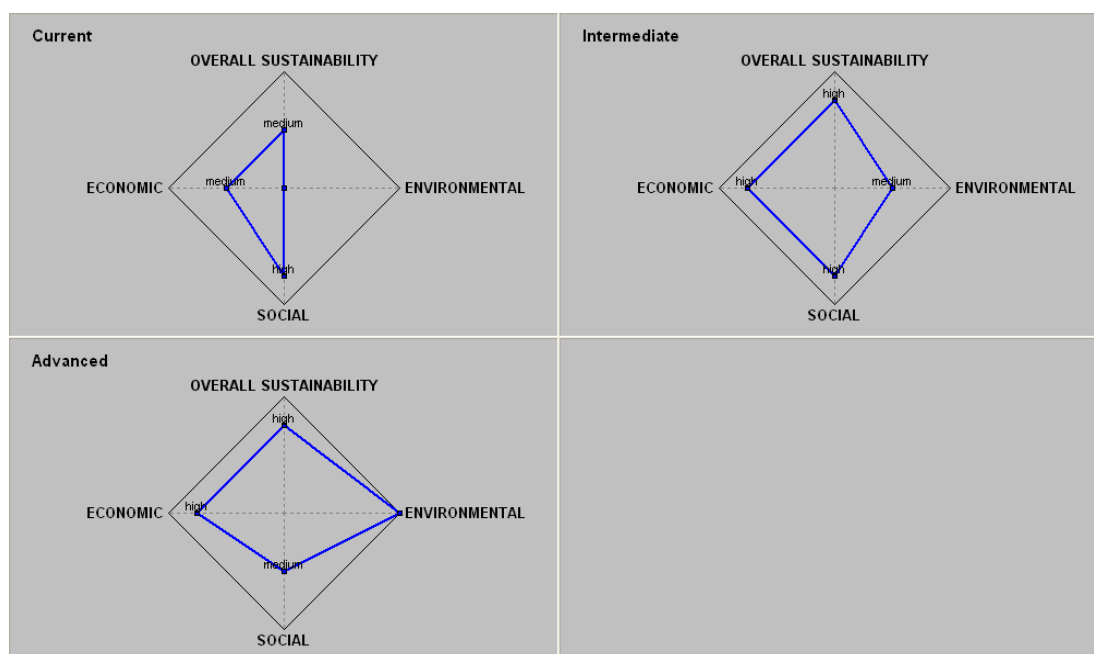 Current
OVERALL SUSTAINABILITY
medium
ECONOMIC
medium
ENVIRONMENTAL
high
SOCIAL
Intermediate
OVERALL SUSTAINABILITY
high
ECONOMIC
high
medium
ENVIRONMENTAL
high
SOCIAL
Advanced
OVERALL SUSTAINABILITY
high
ECONOMIC
high
ENVIRONMENTAL
medium
SOCIAL